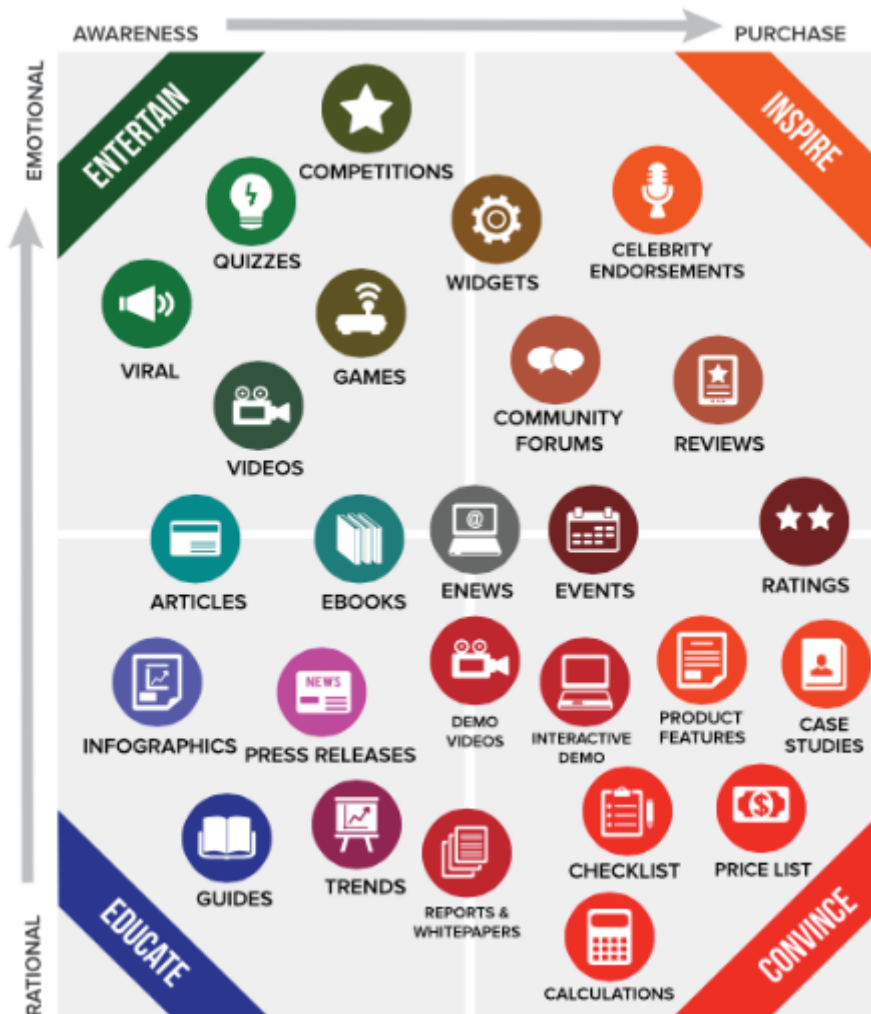 AWARENESS
PURCHASE
EMOTIONAL
ENTERTAIN
INSPIRE
COMPETITIONS
QUIZZES
WIDGETS
CELEBRITY
ENDORSEMENTS
VIRAL
GAMES
COMMUNITY
FORUMS
REVIEWS
VIDEOS
@
ARTICLES
EBOOKS
ENEWS
EVENTS
RATINGS
NEWS
INFOGRAPHICS
PRESS RELEASES
DEMO
VIDEOS
INTERACTIVE
DEMO
PRODUCT
FEATURES
CASE
STUDIES
$
GUIDES
TRENDS
REPORTS &
WHITEPAPERS
CHECKLIST
PRICE LIST
CALCULATIONS
RATIONAL
EDUCATE
CONVINCE